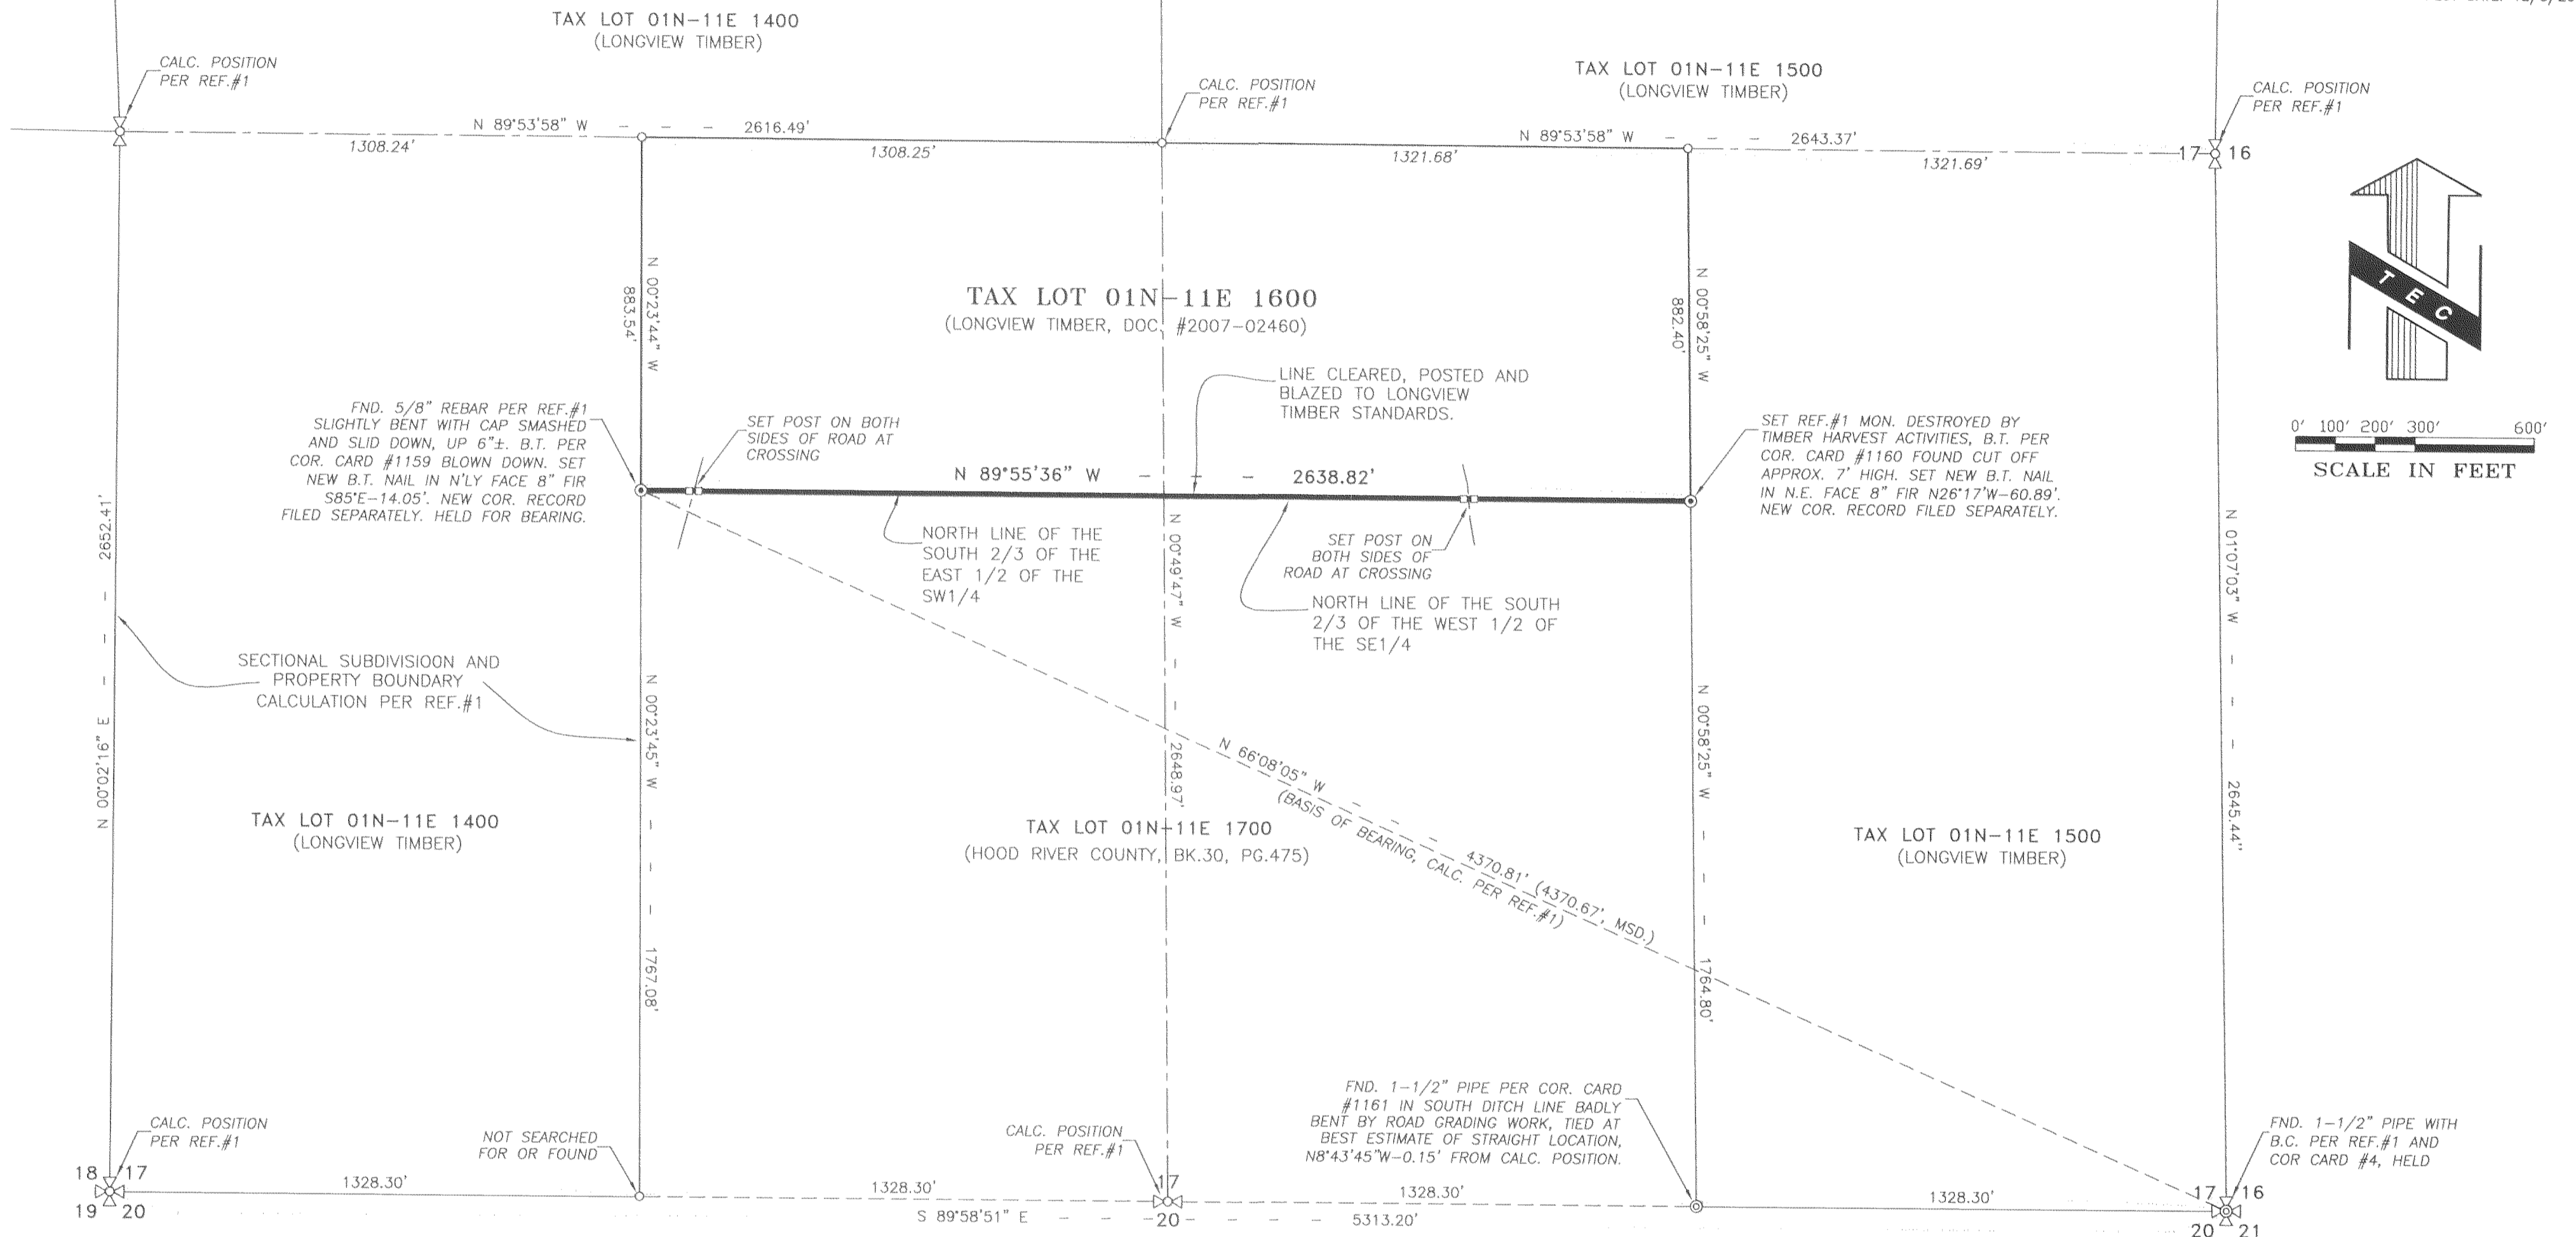 TAX LOT 01N-11E 1400
(LONGVIEW TIMBER)
CALC. POSITION
PER REF.#1
CALC. POSITION
PER REF.#1
TAX LOT 01N-11E 1500
(LONGVIEW TIMBER)
CALC. POSITION
PER REF.#1
N 89°53'58" W - - - 2616.49'
1308.24'
1308.25'
N 89°53'58" W - - - 2643.37'
1321.68'
1321.69'
17 16
N 00°23'44" W
883.54'
TAX LOT 01N-11E 1600
(LONGVIEW TIMBER, DOC. #2007-02460)
N 00°58'25" W
882.40'
T E C
0' 100' 200' 300' 600'
SCALE IN FEET
LINE CLEARED, POSTED AND
BLAZED TO LONGVIEW
TIMBER STANDARDS.
FND. 5/8" REBAR PER REF.#1
SLIGHTLY BENT WITH CAP SMASHED
AND SLID DOWN, UP 6"±. B.T. PER
COR. CARD #1159 BLOWN DOWN. SET
NEW B.T. NAIL IN N'LY FACE 8" FIR
S85°E-14.05'. NEW COR. RECORD
FILED SEPARATELY. HELD FOR BEARING.
SET POST ON BOTH
SIDES OF ROAD AT
CROSSING
SET REF.#1 MON. DESTROYED BY
TIMBER HARVEST ACTIVITIES, B.T. PER
COR. CARD #1160 FOUND CUT OFF
APPROX. 7' HIGH. SET NEW B.T. NAIL
IN N.E. FACE 8" FIR N26°17'W-60.89'.
NEW COR. RECORD FILED SEPARATELY.
N 89°55'36" W - - - 2638.82'
NORTH LINE OF THE
SOUTH 2/3 OF THE
EAST 1/2 OF THE
SW1/4
SET POST ON
BOTH SIDES OF
ROAD AT CROSSING
NORTH LINE OF THE SOUTH
2/3 OF THE WEST 1/2 OF
THE SE1/4
N 00°02'16" E - - - 2652.41'
SECTIONAL SUBDIVISIOON AND
PROPERTY BOUNDARY
CALCULATION PER REF.#1
N 00°23'45" W - - - 1767.08'
N 00°49'47" W - - 2648.97'
N 66°08'05" W - - - 4370.81' (4370.67', MSD.)
(BASIS OF BEARING, CALC. PER REF.#1)
N 00°58'25" W - - - 1764.80'
N 01°07'03" W - - - 2645.44"
TAX LOT 01N-11E 1400
(LONGVIEW TIMBER)
TAX LOT 01N-11E 1700
(HOOD RIVER COUNTY, BK.30, PG.475)
TAX LOT 01N-11E 1500
(LONGVIEW TIMBER)
CALC. POSITION
PER REF.#1
NOT SEARCHED
FOR OR FOUND
CALC. POSITION
PER REF.#1
FND. 1-1/2" PIPE PER COR. CARD
#1161 IN SOUTH DITCH LINE BADLY
BENT BY ROAD GRADING WORK, TIED AT
BEST ESTIMATE OF STRAIGHT LOCATION,
N8°43'45"W-0.15' FROM CALC. POSITION.
FND. 1-1/2" PIPE WITH
B.C. PER REF.#1 AND
COR CARD #4, HELD
18 17
19 20
1328.30'
1328.30'
17
20
1328.30'
1328.30'
17 16
20 21
S 89°58'51" E - - - - - - 5313.20'